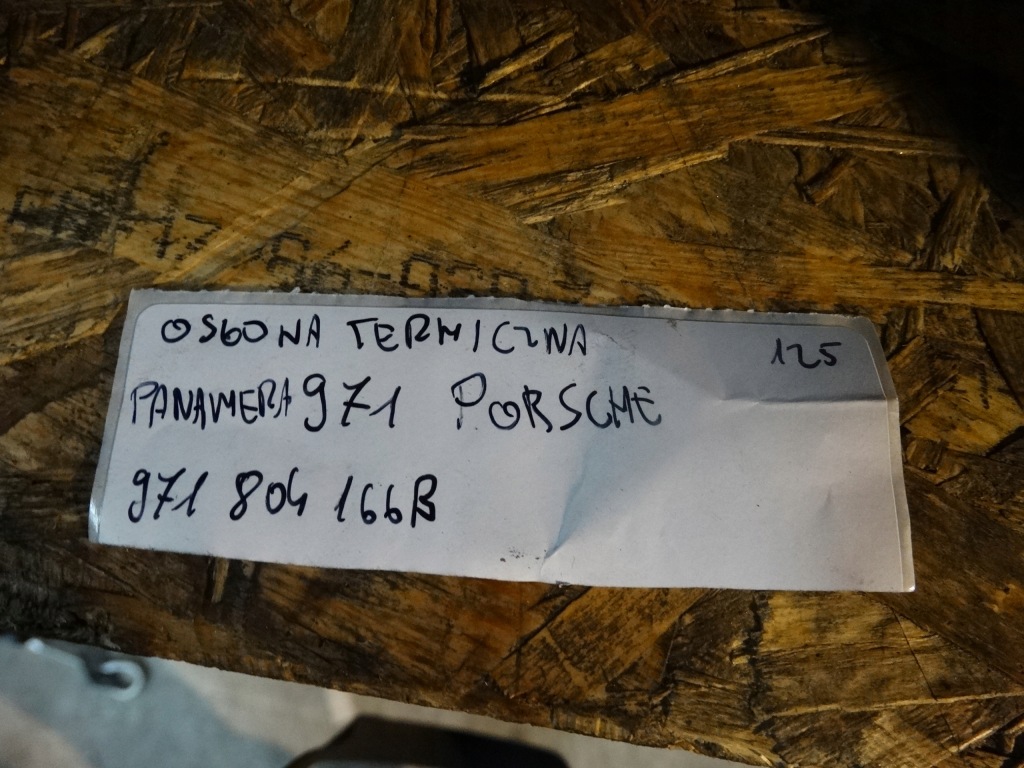 OSŁONA TERMICZNA
125
PANAMERA 971 PORSCHE
971 804 166B